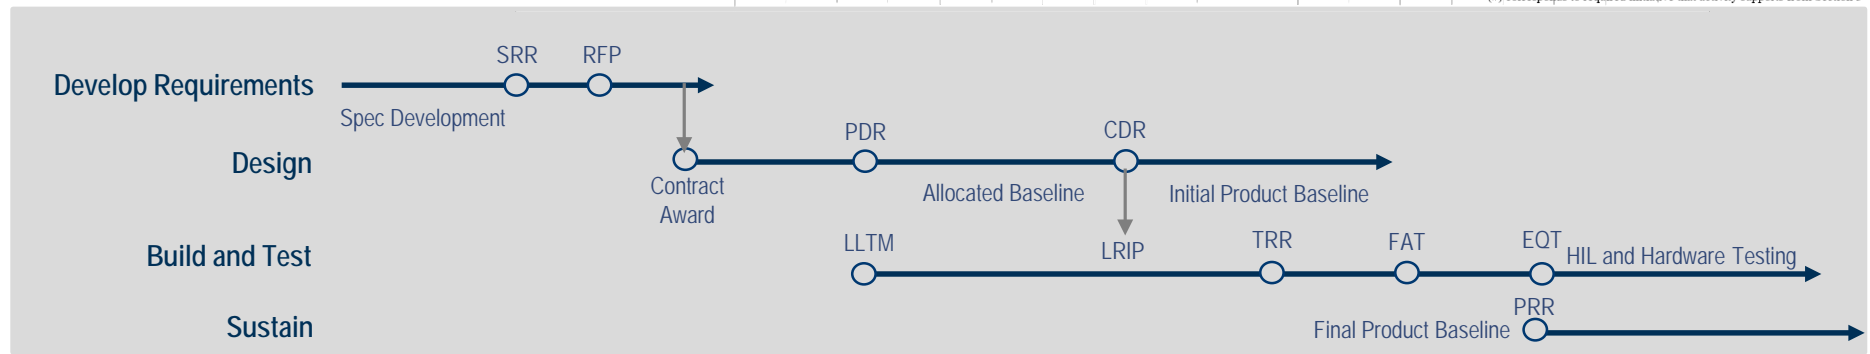 SRR RFP
Develop Requirements
Spec Development
PDR CDR
Design
Contract
Award
Allocated Baseline Initial Product Baseline
LLTM LRIP TRR FAT EQT
Build and Test HIL and Hardware Testing
PRR
Sustain Final Product Baseline